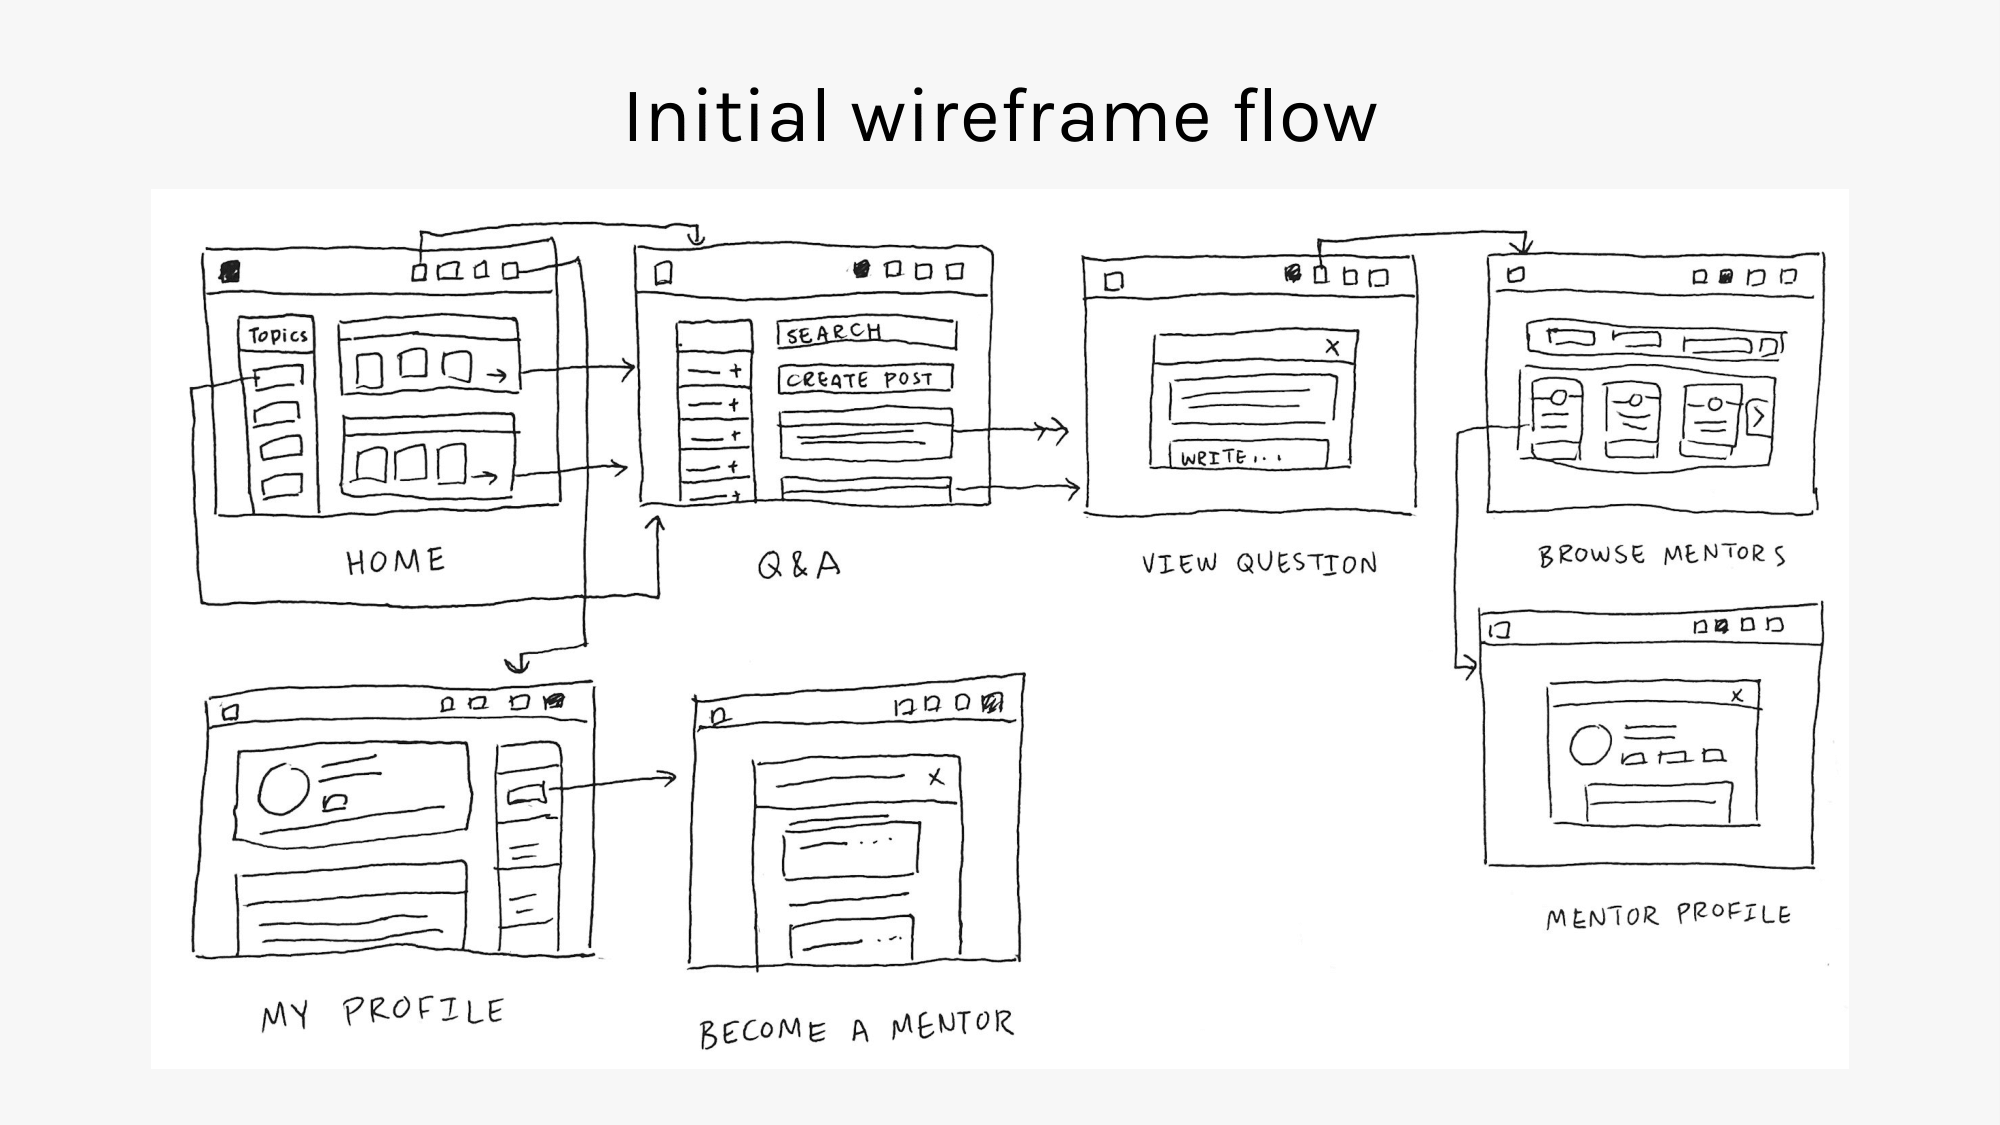 Initial wireframe flow
Topics
HOME
SEARCH
CREATE POST
Q&A
X
WRITE...
VIEW QUESTION
BROWSE MENTORS
MY PROFILE
X
BECOME A MENTOR
X
MENTOR PROFILE